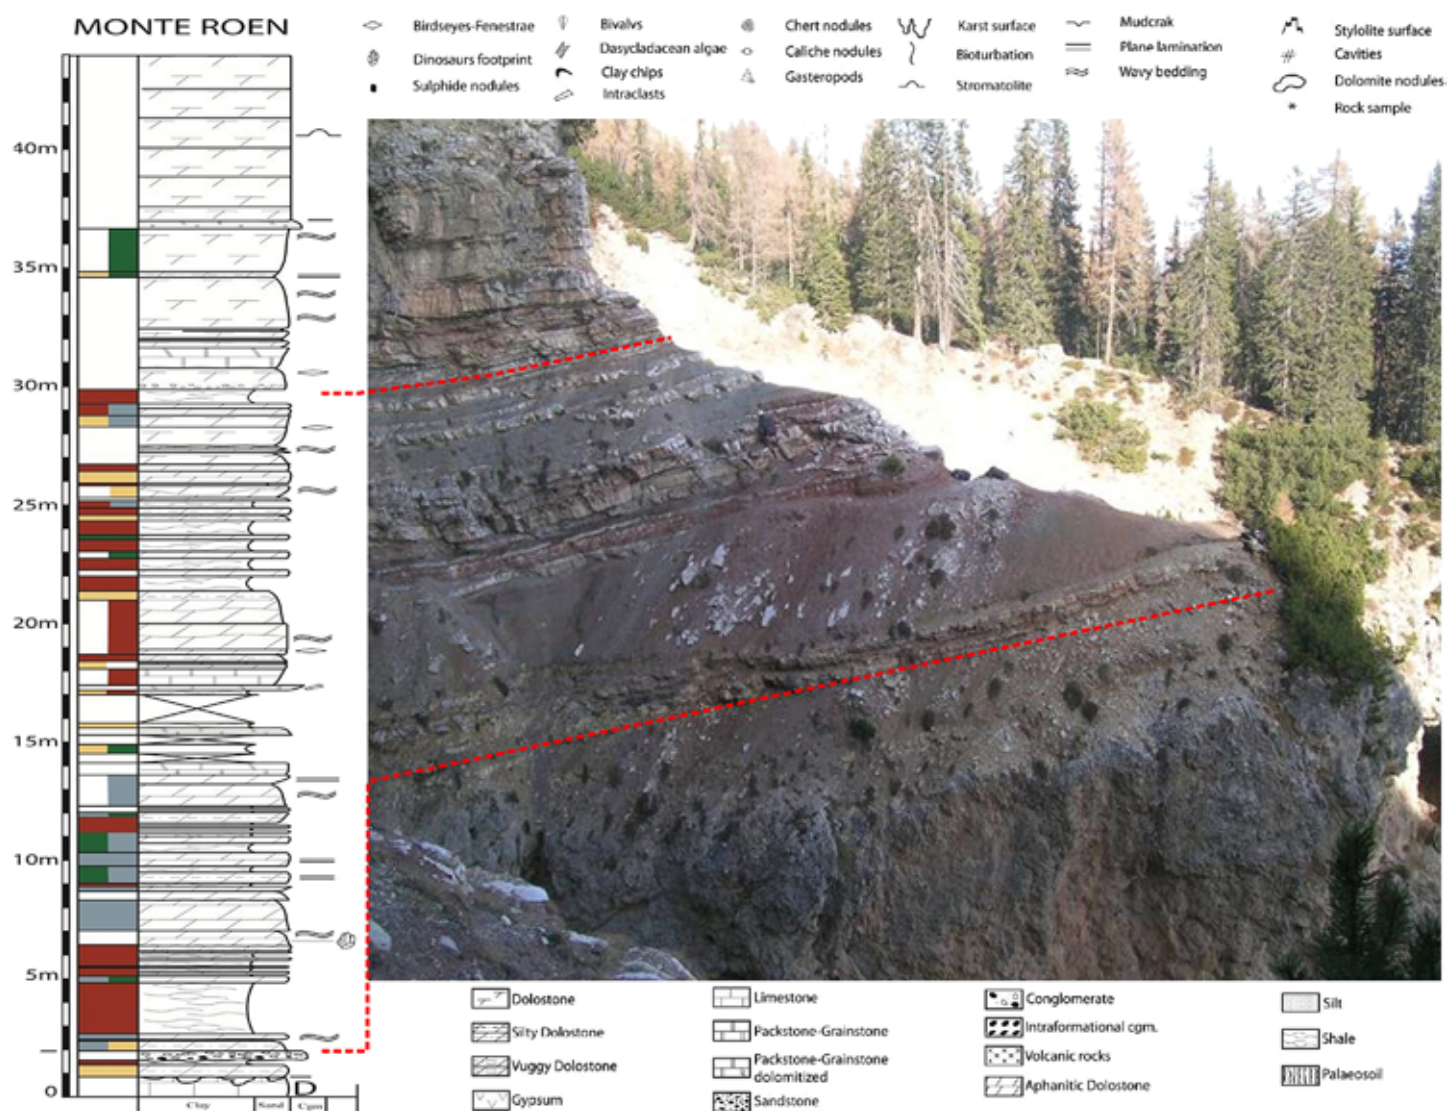 MONTE ROEN
Birdseyes-Fenestrae
Dinosaurs footprint
Sulphide nodules
Bivalvs
Dasycladacean algae
Clay chips
Intraclasts
Chert nodules
Caliche nodules
Gasteropods
Karst surface
Bioturbation
Stromatolite
Mudcrak
Plane lamination
Wavy bedding
Stylolite surface
Cavities
Dolomite nodules
Rock sample
40m
35m
30m
25m
20m
15m
10m
5m
0
D
Clay
Sand
Cgm
Dolostone
Silty Dolostone
Vuggy Dolostone
Gypsum
Limestone
Packstone-Grainstone
Packstone-Grainstone
dolomitized
Sandstone
Conglomerate
Intraformational cgm.
Volcanic rocks
Aphanitic Dolostone
Silt
Shale
Palaeosoil